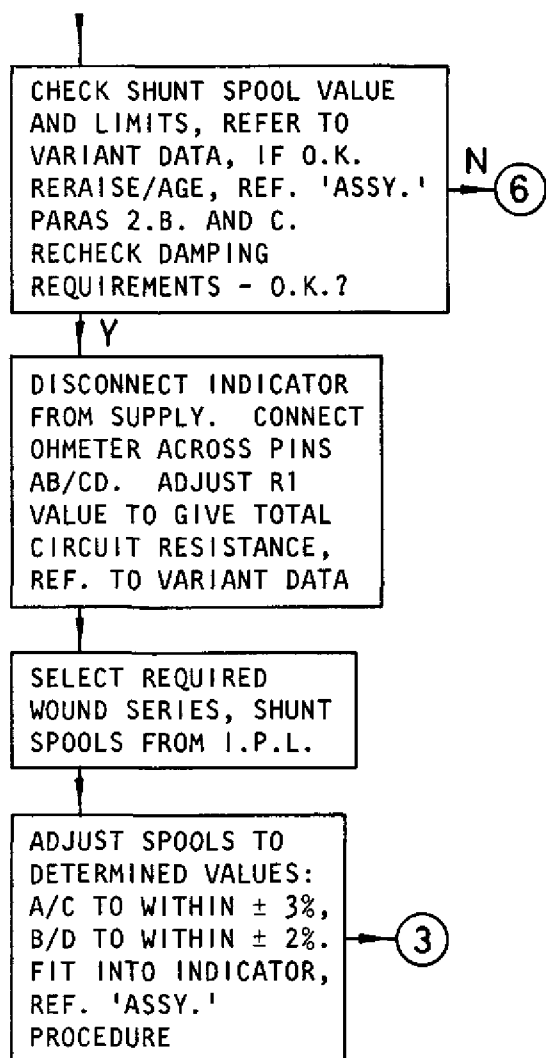 CHECK SHUNT SPOOL VALUE
AND LIMITS, REFER TO
VARIANT DATA, IF O.K.
RERAISE/AGE, REF. 'ASSY.'
PARAS 2.B. AND C.
RECHECK DAMPING
REQUIREMENTS - O.K.?
N
6
Y
DISCONNECT INDICATOR
FROM SUPPLY. CONNECT
OHMETER ACROSS PINS
AB/CD. ADJUST R1
VALUE TO GIVE TOTAL
CIRCUIT RESISTANCE,
REF. TO VARIANT DATA
SELECT REQUIRED
WOUND SERIES, SHUNT
SPOOLS FROM I.P.L.
ADJUST SPOOLS TO
DETERMINED VALUES:
A/C TO WITHIN ± 3%,
B/D TO WITHIN ± 2%.
FIT INTO INDICATOR,
REF. 'ASSY.'
PROCEDURE
3